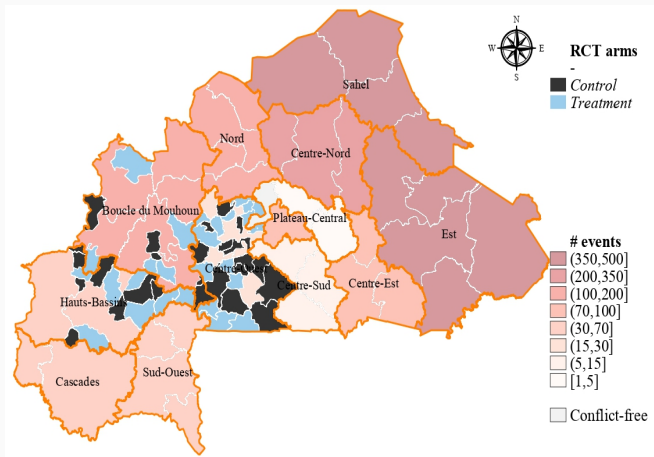 N
W E
S
RCT arms
-
Control
Treatment
Sahel
Nord
Centre-Nord
Boucle du Mouhoun
Plateau-Central
Est
Centre-Ouest
Hauts-Bassins
Centre-Sud
Centre-Est
Cascades
Sud-Ouest
# events
(350,500]
(200,350]
(100,200]
(70,100]
(30,70]
(15,30]
(5,15]
[1,5]
Conflict-free